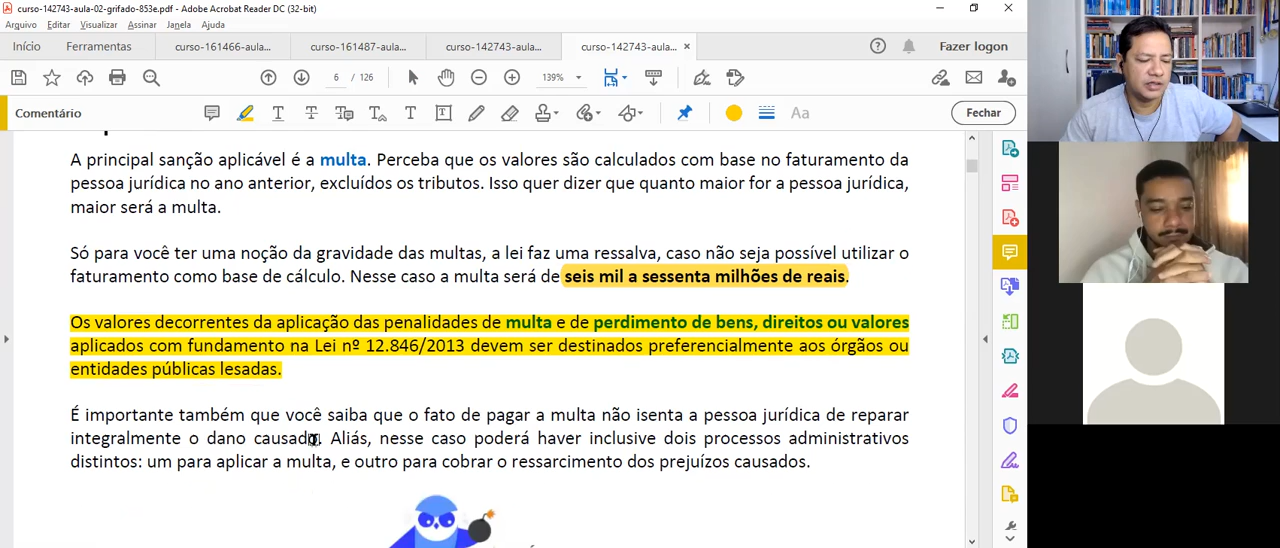 curso-142743-aula-02-grifado-853e.pdf - Adobe Acrobat Reader DC (32-bit)
Arquivo Editar Visualizar Assinar Janela Ajuda
Início Ferramentas curso-161466-aula... curso-161487-aula... curso-142743-aula... curso-142743-aula... × Fazer logon
6 / 126 139%
Comentário Aa Fechar
A principal sanção aplicável é a multa. Perceba que os valores são calculados com base no faturamento da
pessoa jurídica no ano anterior, excluídos os tributos. Isso quer dizer que quanto maior for a pessoa jurídica,
maior será a multa.
Só para você ter uma noção da gravidade das multas, a lei faz uma ressalva, caso não seja possível utilizar o
faturamento como base de cálculo. Nesse caso a multa será de seis mil a sessenta milhões de reais.
Os valores decorrentes da aplicação das penalidades de multa e de perdimento de bens, direitos ou valores
aplicados com fundamento na Lei nº 12.846/2013 devem ser destinados preferencialmente aos órgãos ou
entidades públicas lesadas.
É importante também que você saiba que o fato de pagar a multa não isenta a pessoa jurídica de reparar
integralmente o dano causado. Aliás, nesse caso poderá haver inclusive dois processos administrativos
distintos: um para aplicar a multa, e outro para cobrar o ressarcimento dos prejuízos causados.